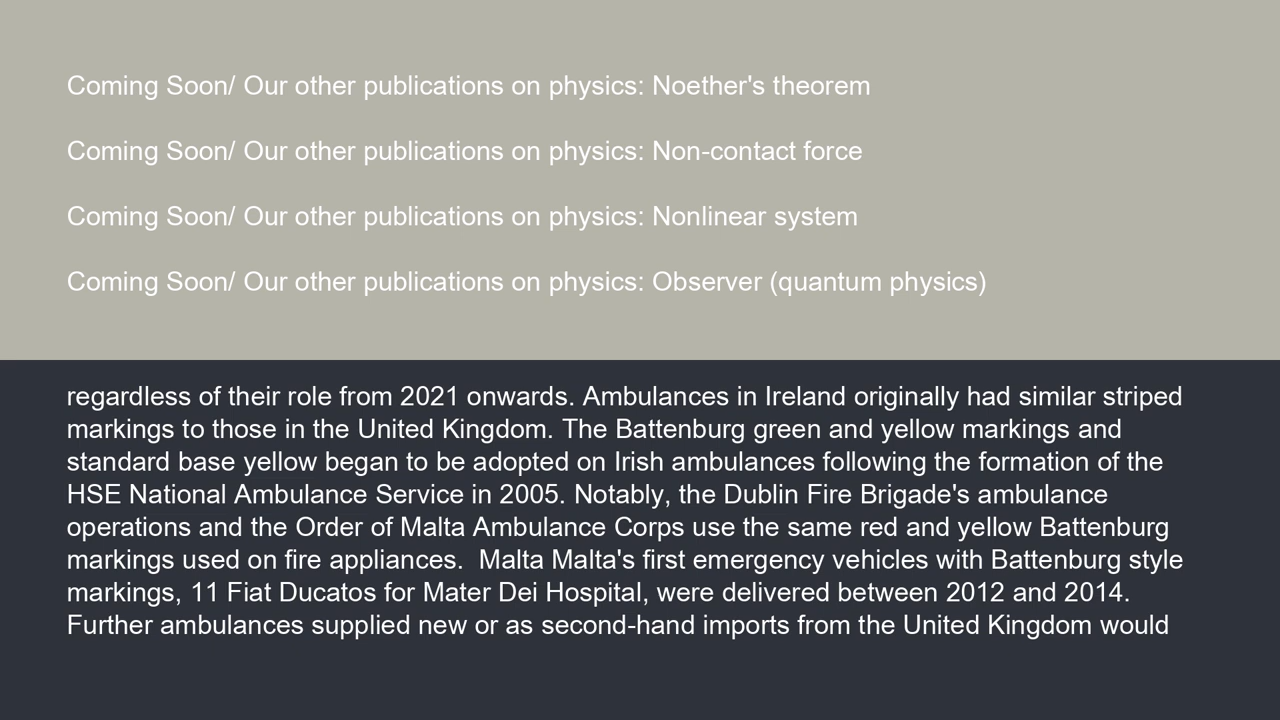 Coming Soon/ Our other publications on physics: Noether's theorem
Coming Soon/ Our other publications on physics: Non-contact force
Coming Soon/ Our other publications on physics: Nonlinear system
Coming Soon/ Our other publications on physics: Observer (quantum physics)
regardless of their role from 2021 onwards. Ambulances in Ireland originally had similar striped
markings to those in the United Kingdom. The Battenburg green and yellow markings and
standard base yellow began to be adopted on Irish ambulances following the formation of the
HSE National Ambulance Service in 2005. Notably, the Dublin Fire Brigade's ambulance
operations and the Order of Malta Ambulance Corps use the same red and yellow Battenburg
markings used on fire appliances.  Malta Malta's first emergency vehicles with Battenburg style
markings, 11 Fiat Ducatos for Mater Dei Hospital, were delivered between 2012 and 2014.
Further ambulances supplied new or as second-hand imports from the United Kingdom would